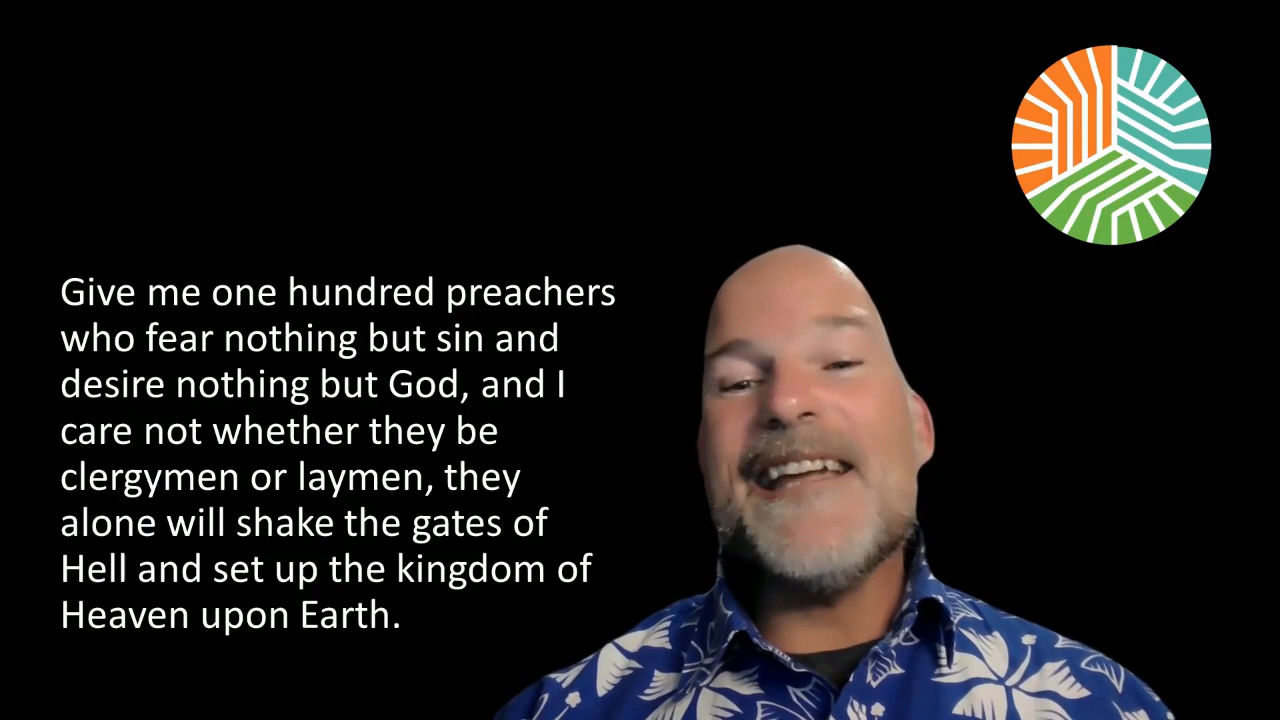 Give me one hundred preachers
who fear nothing but sin and
desire nothing but God, and I
care not whether they be
clergymen or laymen, they
alone will shake the gates of
Hell and set up the kingdom of
Heaven upon Earth.